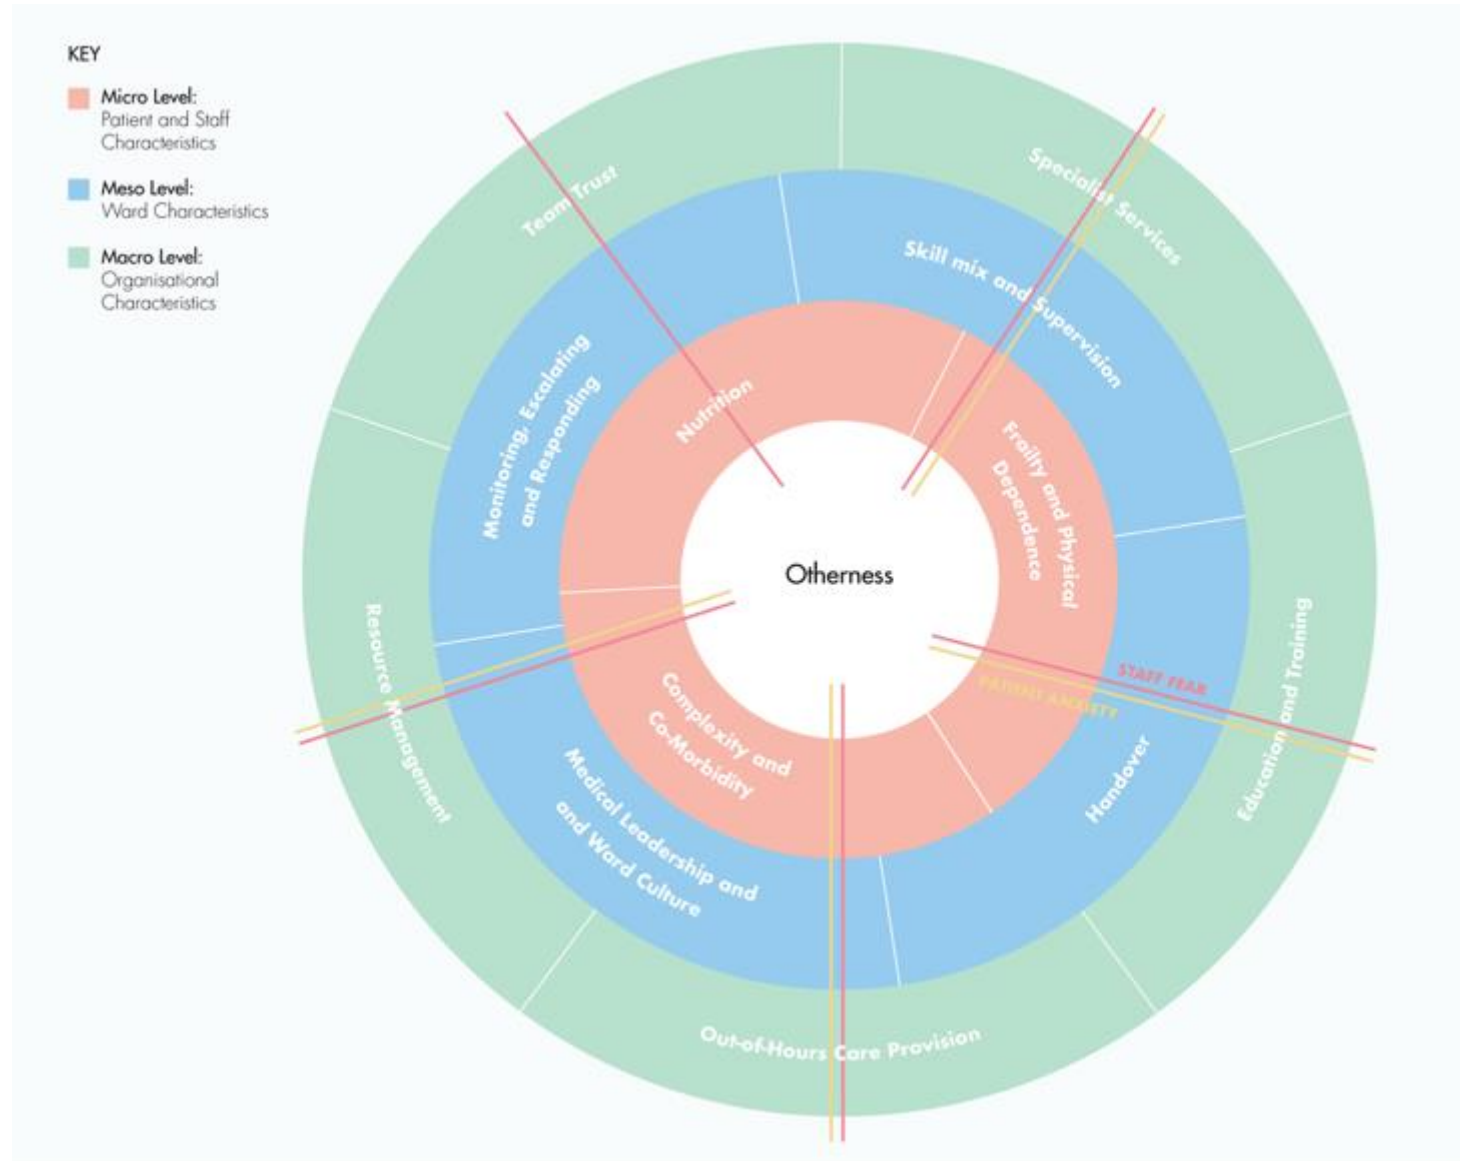 KEY
Micro Level:
Patient and Staff
Characteristics
Meso Level:
Ward Characteristics
Macro Level:
Organisational
Characteristics
Team Trust
Specialist Services
Skill mix and Supervision
Monitoring, Escalating
and Responding
Nutrition
Frailty and Physical
Dependence
Otherness
Resource Management
Complexity and
Co-Morbidity
STAFF FEAR
PATIENT ANXIETY
Handover
Education and Training
Medical Leadership and
and Ward Culture
Out-of-Hours Care Provision